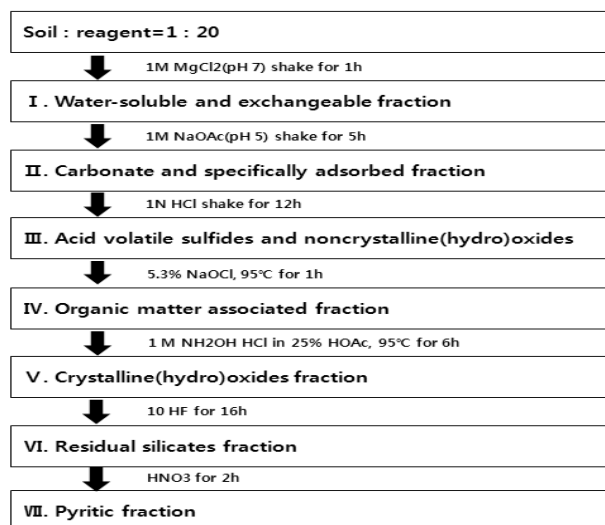 Soil : reagent=1 : 20
1M MgCl2(pH 7) shake for 1h
Ⅰ. Water-soluble and exchangeable fraction
1M NaOAc(pH 5) shake for 5h
Ⅱ. Carbonate and specifically adsorbed fraction
1N HCl shake for 12h
Ⅲ. Acid volatile sulfides and noncrystalline(hydro)oxides
5.3% NaOCl, 95℃ for 1h
Ⅳ. Organic matter associated fraction
1 M NH2OH HCl in 25% HOAc, 95℃ for 6h
Ⅴ. Crystalline(hydro)oxides fraction
10 HF for 16h
Ⅵ. Residual silicates fraction
HNO3 for 2h
Ⅶ. Pyritic fraction